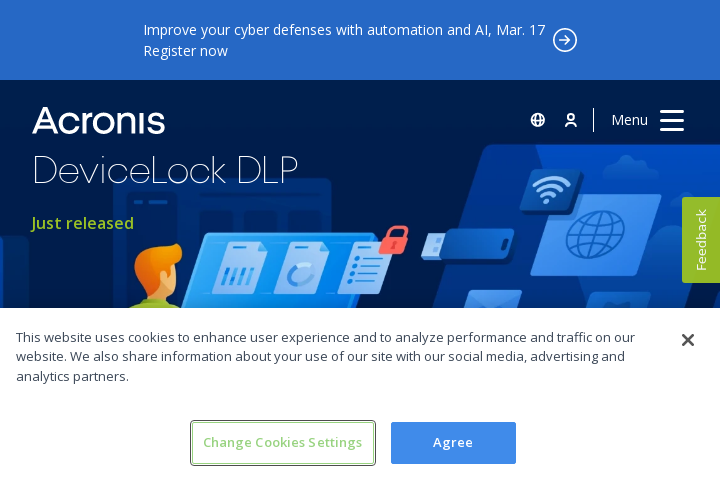 Improve your cyber defenses with automation and AI, Mar. 17
Register now
Acronis
Menu
DeviceLock DLP
Just released
Feedback
This website uses cookies to enhance user experience and to analyze performance and traffic on our
website. We also share information about your use of our site with our social media, advertising and
analytics partners.
Change Cookies Settings
Agree